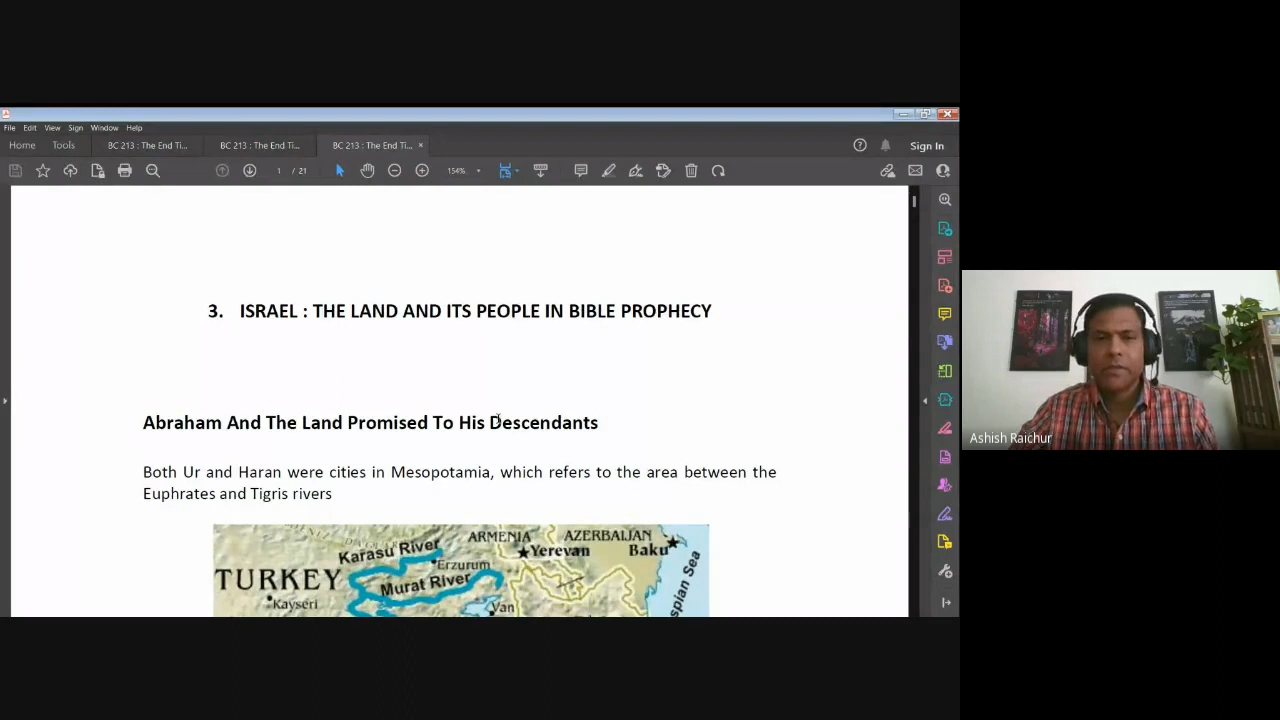 File Edit View Sign Window Help
Home Tools BC 213 : The End Ti... BC 213 : The End Ti... BC 213 : The End Ti... × Sign In
1 / 21 154%
3. ISRAEL : THE LAND AND ITS PEOPLE IN BIBLE PROPHECY
Abraham And The Land Promised To His Descendants
Both Ur and Haran were cities in Mesopotamia, which refers to the area between the
Euphrates and Tigris rivers
ARMENIA AZERBAIJAN
Karasu River Yerevan Baku
Erzurum
TURKEY Murat River
Kayseri Van
spian Sea
Ashish Raichur